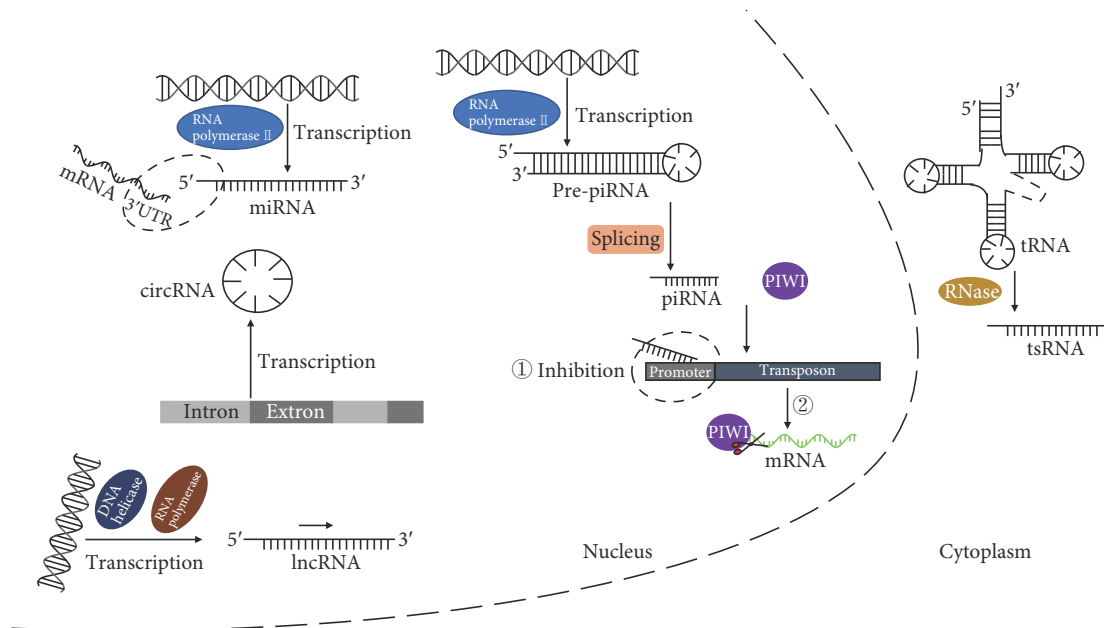 RNA
polymerase Ⅱ
Transcription
mRNA
3′UTR
5′
3′
miRNA
circRNA
Transcription
Intron
Extron
DNA
helicase
RNA
polymerase
Transcription
5′
3′
lncRNA
RNA
polymerase Ⅱ
Transcription
5′
3′
Pre-piRNA
Splicing
piRNA
PIWI
① Inhibition
Promoter
Transposon
②
PIWI
mRNA
Nucleus
3′
5′
tRNA
RNase
tsRNA
Cytoplasm